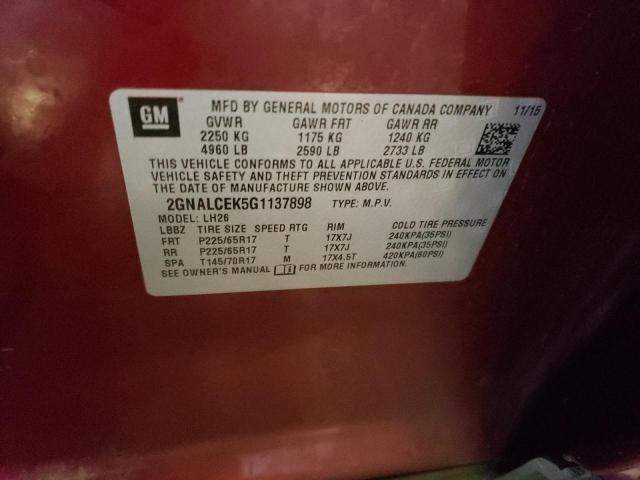 GM
MFD BY GENERAL MOTORS OF CANADA COMPANY 11/15
GVWR GAWR FRT GAWR RR
2250 KG 1175 KG 1240 KG
4960 LB 2590 LB 2733 LB
THIS VEHICLE CONFORMS TO ALL APPLICABLE U.S. FEDERAL MOTOR
VEHICLE SAFETY AND THEFT PREVENTION STANDARDS IN EFFECT ON
THE DATE OF MANUFACTURE SHOWN ABOVE.
2GNALCEK5G1137898 TYPE: M.P.V.
MODEL: LH26
LBBZ TIRE SIZE SPEED RTG RIM COLD TIRE PRESSURE
FRT P225/65R17 T 17X7J 240KPA(35PSI)
RR P225/65R17 T 17X7J 240KPA(35PSI)
SPA T145/70R17 M 17X4.5T 420KPA(60PSI)
SEE OWNER'S MANUAL FOR MORE INFORMATION.